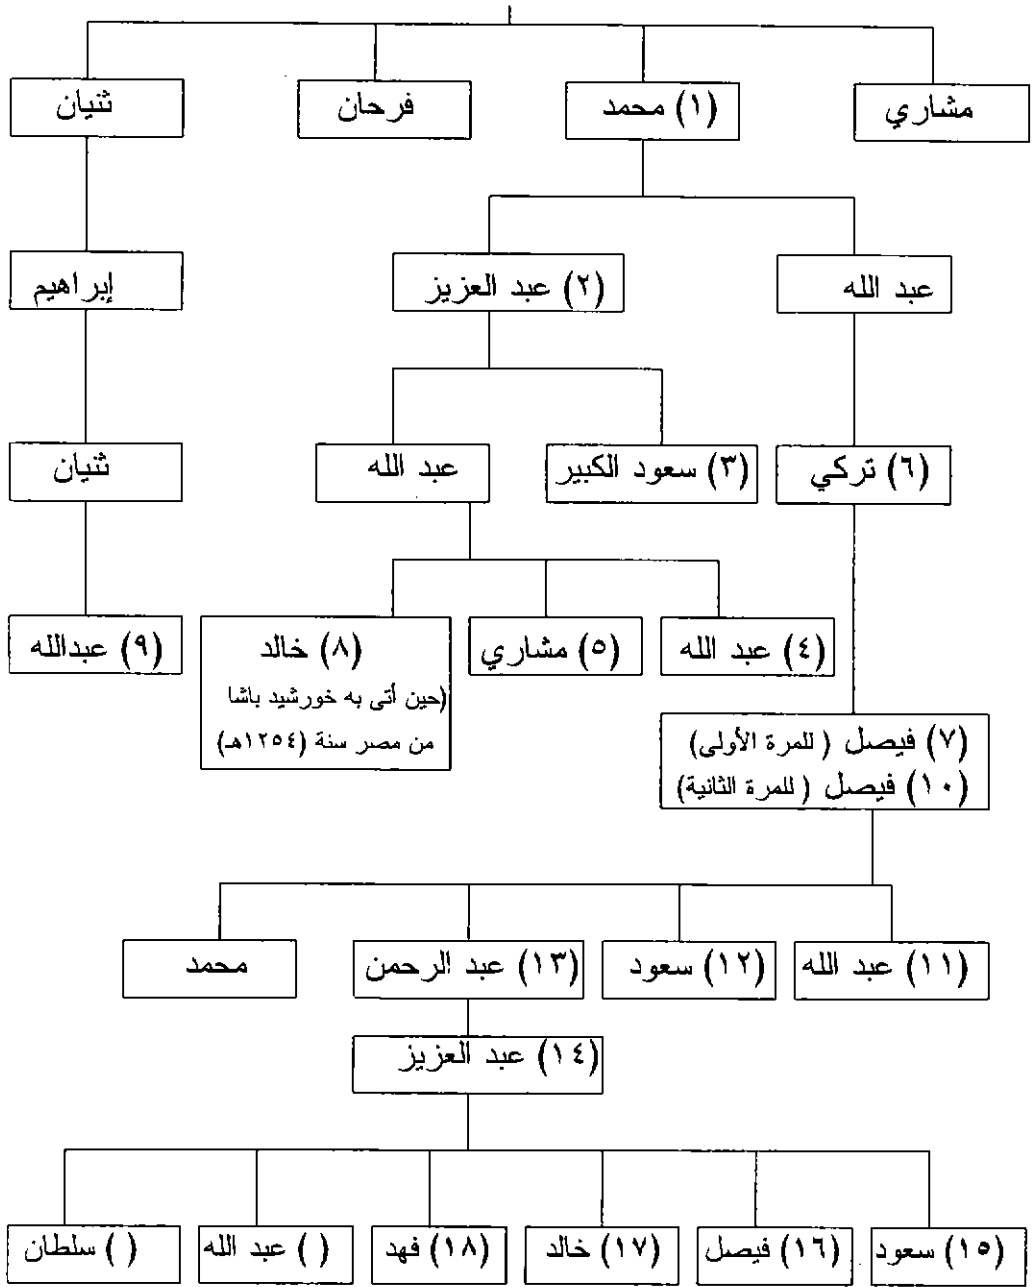 مشاري
(١) محمد
فرحان
ثنيان
عبد الله
(٢) عبد العزيز
إبراهيم
(٦) تركي
(٣) سعود الكبير
عبد الله
ثنيان
(٤) عبد الله
(٥) مشاري
(٨) خالد
(حين أتى به خورشيد باشا
من مصر سنة (١٢٥٤هـ)
(٩) عبدالله
(٧) فيصل ( للمرة الأولى)
(١٠) فيصل ( للمرة الثانية)
(١١) عبد الله
(١٢) سعود
(١٣) عبد الرحمن
محمد
(١٤) عبد العزيز
(١٥) سعود
(١٦) فيصل
(١٧) خالد
(١٨) فهد
( ) عبد الله
( ) سلطان